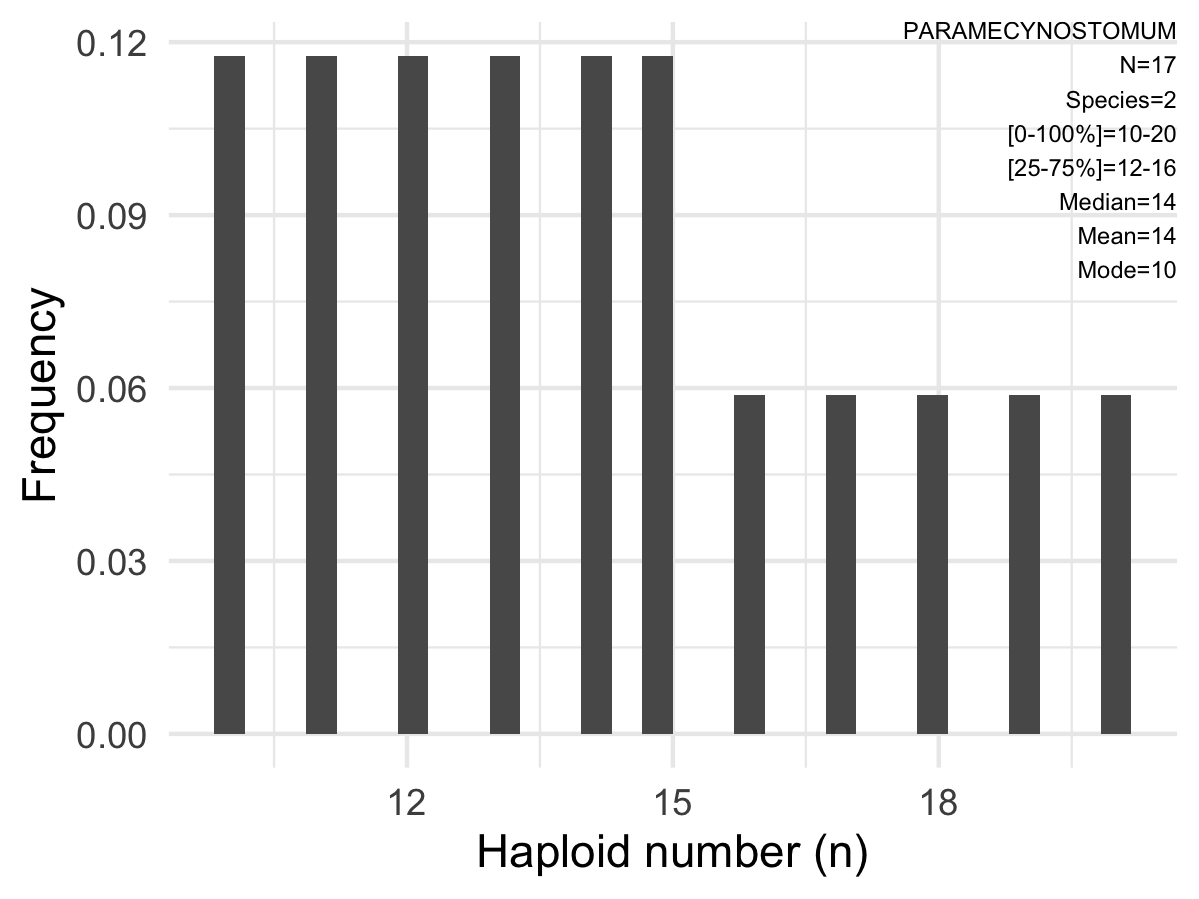 PARAMECYNOSTOMUM
N=17
Species=2
[0-100%]=10-20
[25-75%]=12-16
Median=14
Mean=14
Mode=10
0.12
0.09
0.06
0.03
0.00
Frequency
12 15 18
Haploid number (n)